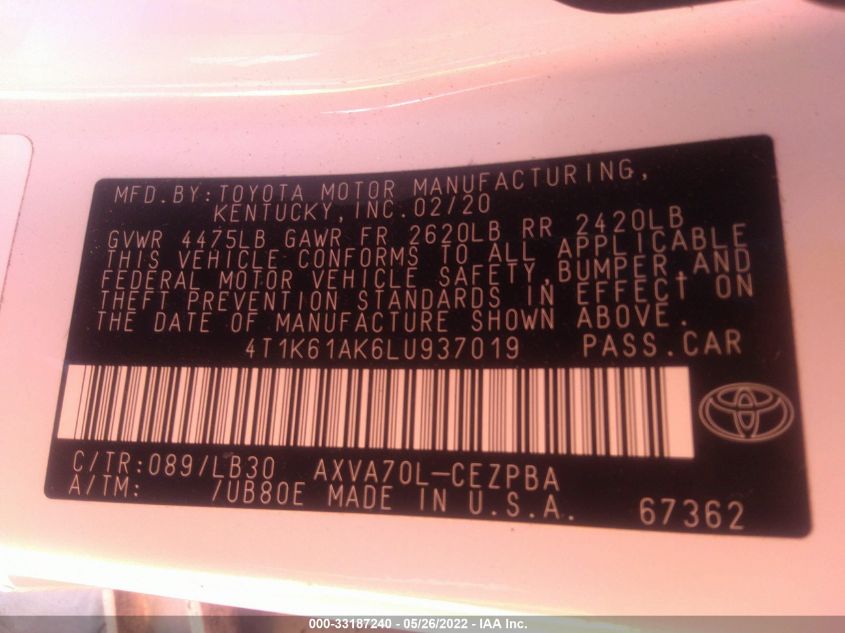 MFD.BY:TOYOTA MOTOR MANUFACTURING,
KENTUCKY,INC.02/20
GVWR 4475LB GAWR FR 2620LB RR 2420LB
THIS VEHICLE CONFORMS TO ALL APPLICABLE
FEDERAL MOTOR VEHICLE SAFETY,BUMPER,AND
THEFT PREVENTION STANDARDS IN EFFECT ON
THE DATE OF MANUFACTURE SHOWN ABOVE.
4T1K61AK6LU937019 PASS.CAR
C/TR:089/LB30 AXVA70L-CEZPBA
A/TM: /UB80E MADE IN U.S.A. 67362
000-33187240 - 05/26/2022 - IAA Inc.